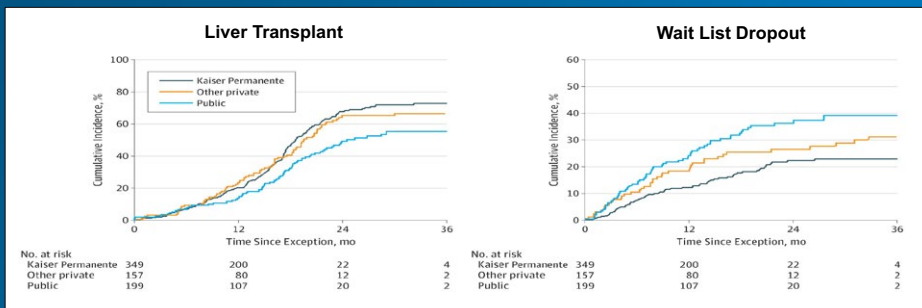 Liver Transplant
100
80
60
40
20
0
Cumulative Incidence, %
Kaiser Permanente
Other private
Public
0 12 24 36
Time Since Exception, mo
No. at risk
Kaiser Permanente 349 200 22 4
Other private 157 80 12 2
Public 199 107 20 2
Wait List Dropout
60
50
40
30
20
10
0
Cumulative Incidence, %
0 12 24 36
Time Since Exception, mo
No. at risk
Kaiser Permanente 349 200 22 4
Other private 157 80 12 2
Public 199 107 20 2